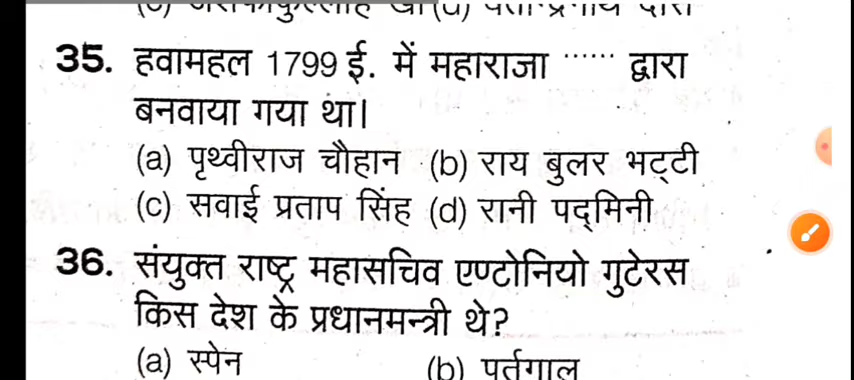 35. हवामहल 1799 ई. में महाराजा ...... द्वारा
बनवाया गया था।
(a) पृथ्वीराज चौहान (b) राय बुलर भट्टी
(c) सवाई प्रताप सिंह (d) रानी पद्मिनी
36. संयुक्त राष्ट्र महासचिव एण्टोनियो गुटेरस
किस देश के प्रधानमन्त्री थे?
(a) स्पेन (b) पुर्तगाल